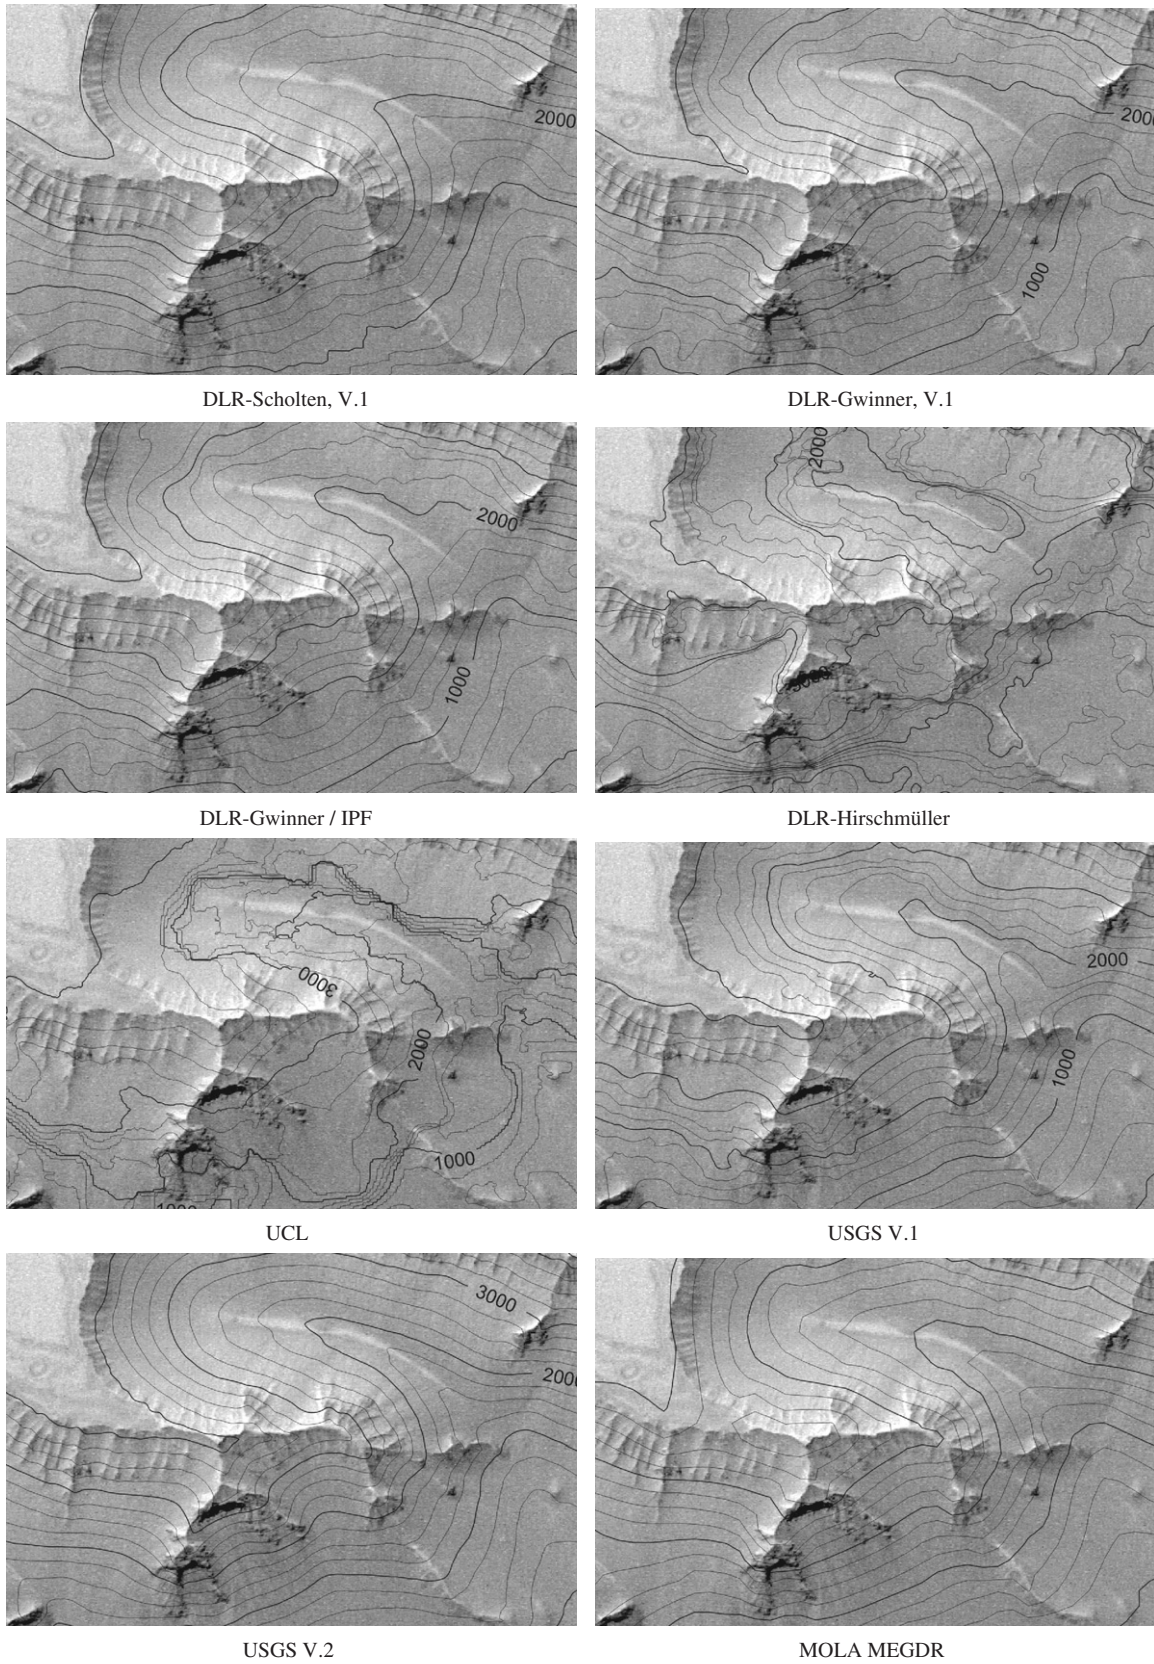 2000
2000
1000
DLR-Scholten, V.1
DLR-Gwinner, V.1
2000
1000
2000
DLR-Gwinner / IPF
DLR-Hirschmüller
3000
2000
1000
2000
1000
UCL
USGS V.1
3000
2000
USGS V.2
MOLA MEGDR